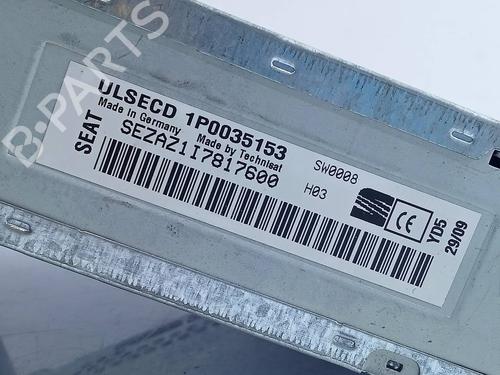 B-PARTS
ULSECD 1P0035153
Made in Germany Made by Technisat
SEAT
SEZAZ1I7817600
SW0008
H03
CE
YD5
29/09